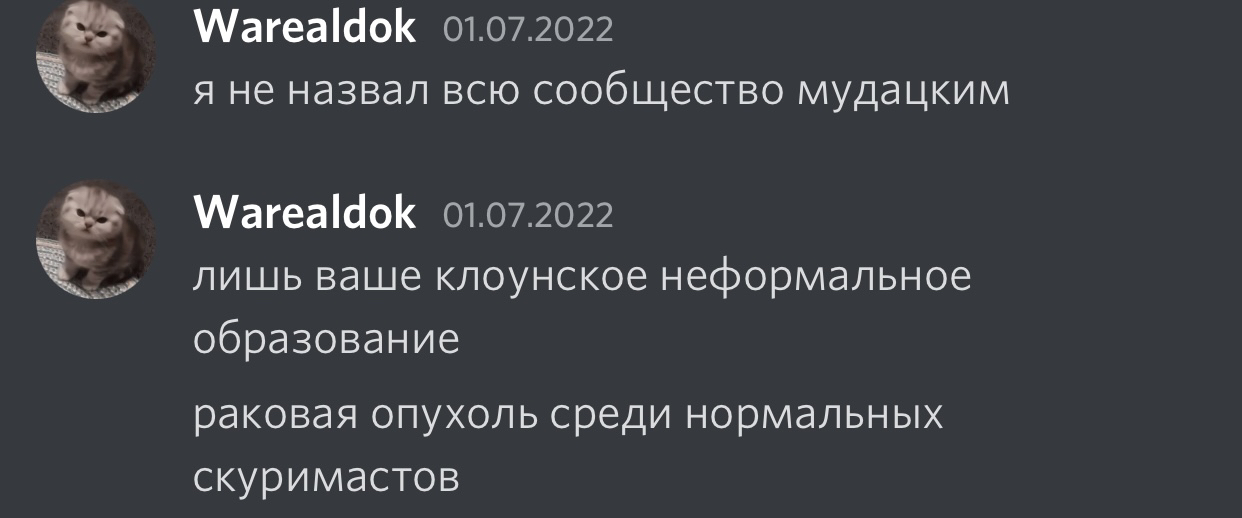 Warealdok 01.07.2022
я не назвал всю сообщество мудацким
Warealdok 01.07.2022
лишь ваше клоунское неформальное
образование
раковая опухоль среди нормальных
скуримастов